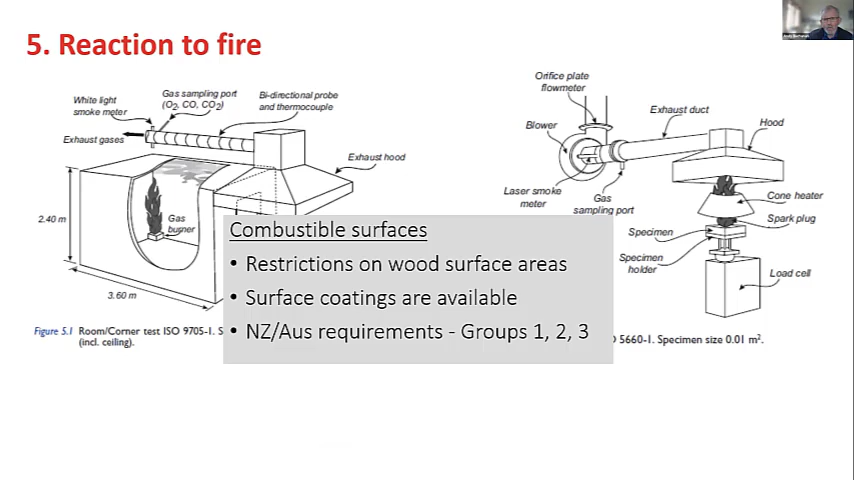 5. Reaction to fire
White light
smoke meter
Gas sampling port
(O2, CO, CO2)
Bi-directional probe
and thermocouple
Exhaust gases
Exhaust hood
2.40 m
Gas
burner
3.60 m
Figure 5.1 Room/Corner test ISO 9705-1. S
(incl. ceiling).
Orifice plate
flowmeter
Blower
Exhaust duct
Hood
Laser smoke
meter
Gas
sampling port
Cone heater
Spark plug
Specimen
Specimen
holder
Load cell
5660-1. Specimen size 0.01 m².
Combustible surfaces
• Restrictions on wood surface areas
• Surface coatings are available
• NZ/Aus requirements - Groups 1, 2, 3